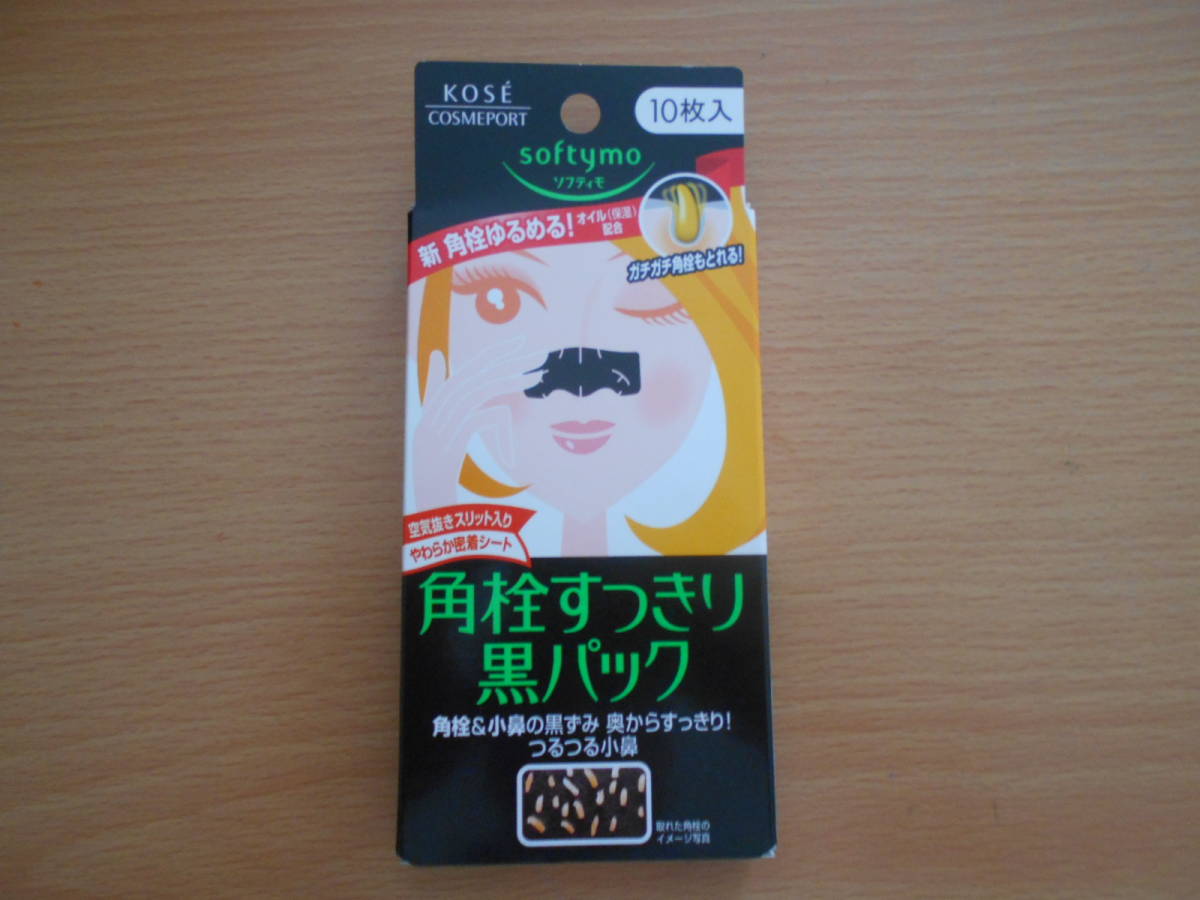 KOSÉ
COSMEPORT
10枚入
softymo
ソフティモ
新 角栓ゆるめる!オイル(保湿)
配合
ガチガチ角栓もとれる!
空気抜きスリット入り
やわらか密着シート
角栓すっきり
黒パック
角栓&小鼻の黒ずみ 奥からすっきり!
つるつる小鼻
取れた角栓の
イメージ写真